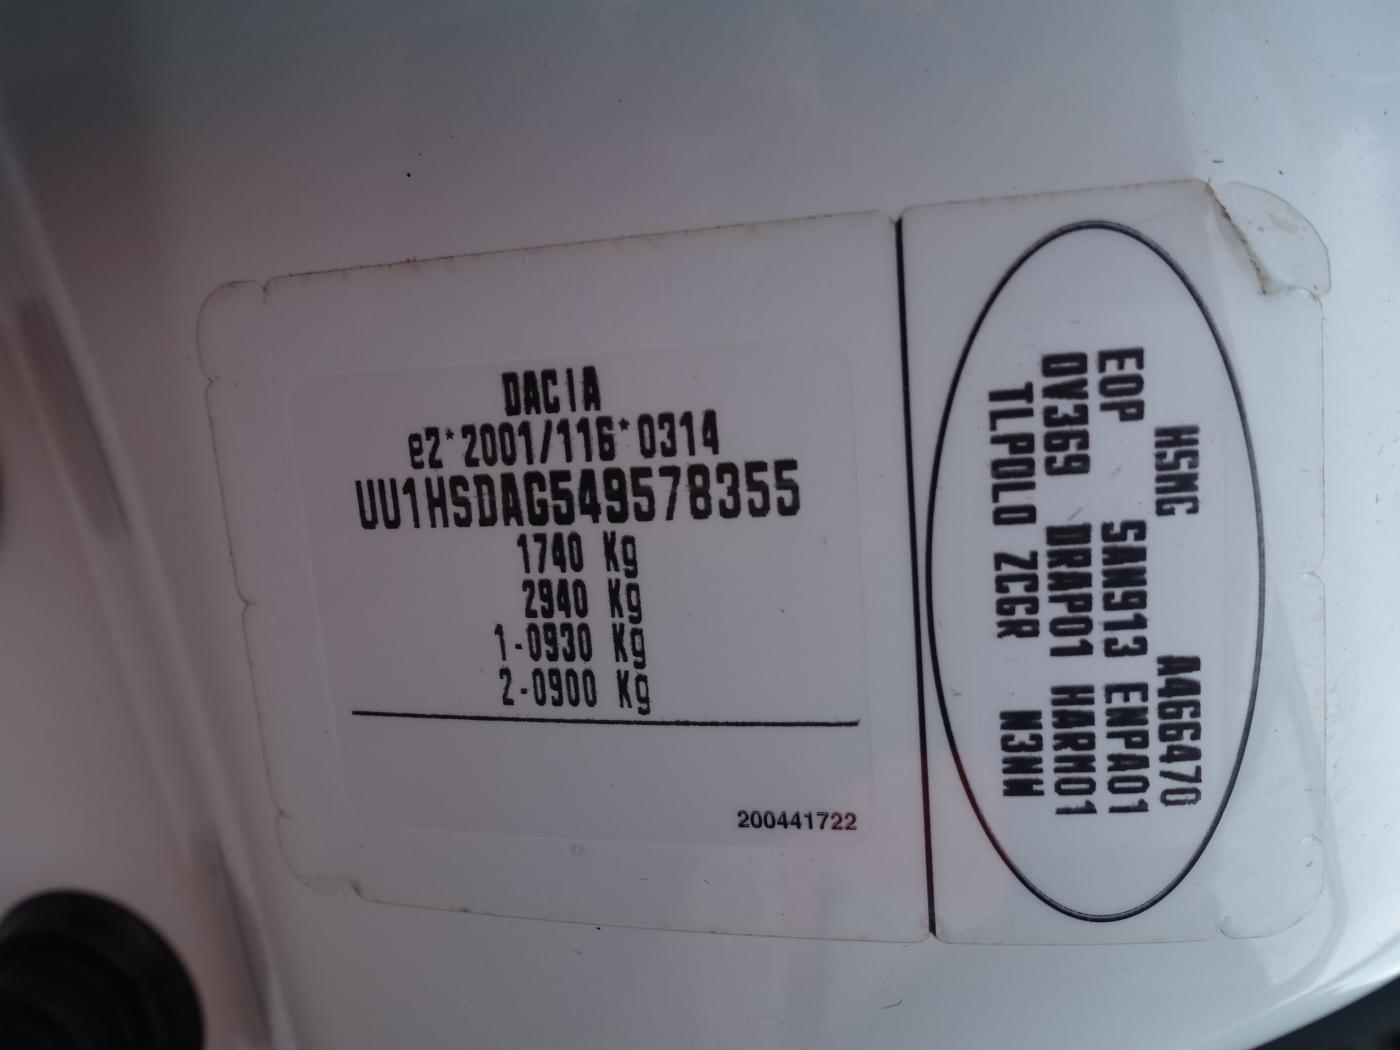 DACIA
e2*2001/116*0314
UU1HSDAG549578355
1740 Kg
2940 Kg
1-0930 Kg
2-0900 Kg
200441722
HSMG A466470
EOP SAN913 ENPA01
OV369 DRAP01 HARM01
TLPOLO ZCGR N3NW